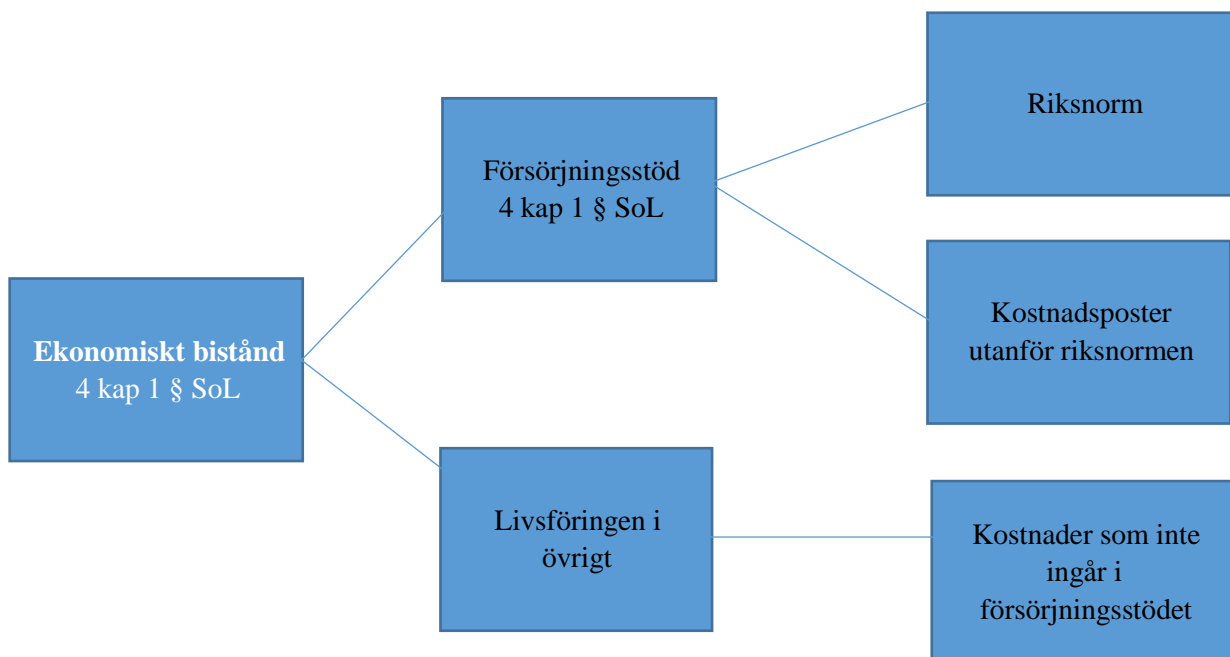 Ekonomiskt bistånd
4 kap 1 § SoL
Försörjningsstöd
4 kap 1 § SoL
Riksnorm
Kostnadsposter
utanför riksnormen
Livsföringen i
övrigt
Kostnader som inte
ingår i
försörjningsstödet